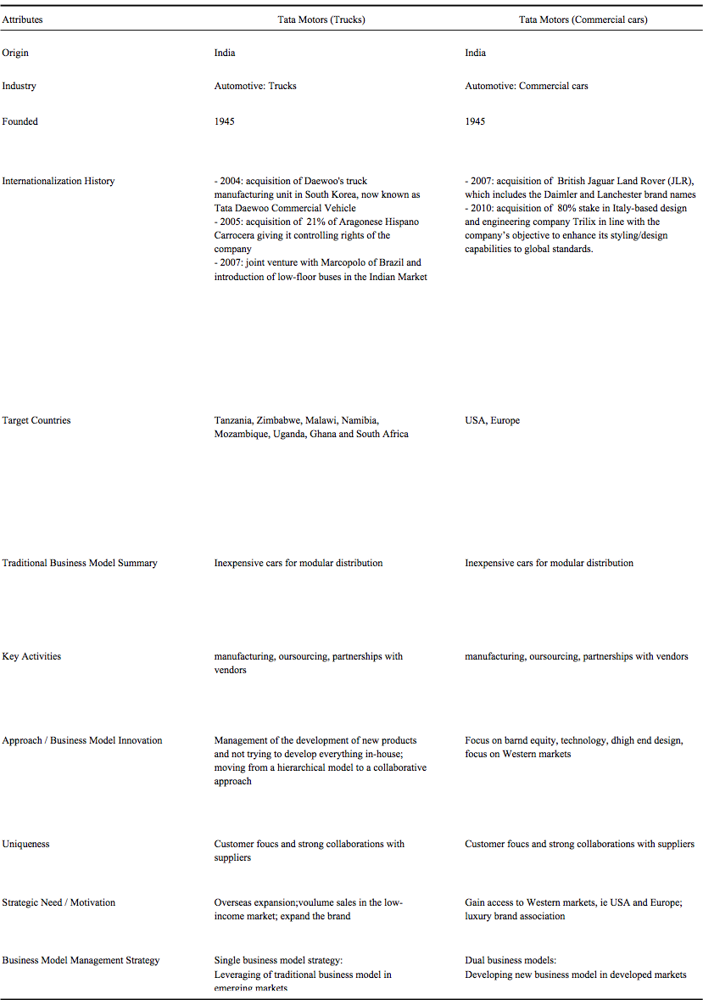 Attributes Tata Motors (Trucks) Tata Motors (Commercial cars)
Origin India India
Industry Automotive: Trucks Automotive: Commercial cars
Founded 1945 1945
Internationalization History - 2004: acquisition of Daewoo's truck - 2007: acquisition of British Jaguar Land Rover (JLR),
manufacturing unit in South Korea, now known as which includes the Daimler and Lanchester brand names
Tata Daewoo Commercial Vehicle - 2010: acquisition of 80% stake in Italy-based design
- 2005: acquisition of 21% of Aragonese Hispano and engineering company Trilix in line with the
Carrocera giving it controlling rights of the company’s objective to enhance its styling/design
company capabilities to global standards.
- 2007: joint venture with Marcopolo of Brazil and
introduction of low-floor buses in the Indian Market
Target Countries Tanzania, Zimbabwe, Malawi, Namibia, USA, Europe
Mozambique, Uganda, Ghana and South Africa
Traditional Business Model Summary Inexpensive cars for modular distribution Inexpensive cars for modular distribution
Key Activities manufacturing, oursourcing, partnerships with manufacturing, oursourcing, partnerships with vendors
vendors
Approach / Business Model Innovation Management of the development of new products Focus on barnd equity, technology, dhigh end design,
and not trying to develop everything in-house; focus on Western markets
moving from a hierarchical model to a collaborative
approach
Uniqueness Customer foucs and strong collaborations with Customer foucs and strong collaborations with suppliers
suppliers
Strategic Need / Motivation Overseas expansion;voulume sales in the low- Gain access to Western markets, ie USA and Europe;
income market; expand the brand luxury brand association
Business Model Management Strategy Single business model strategy: Dual business models:
Leveraging of traditional business model in Developing new business model in developed markets
emerging markets